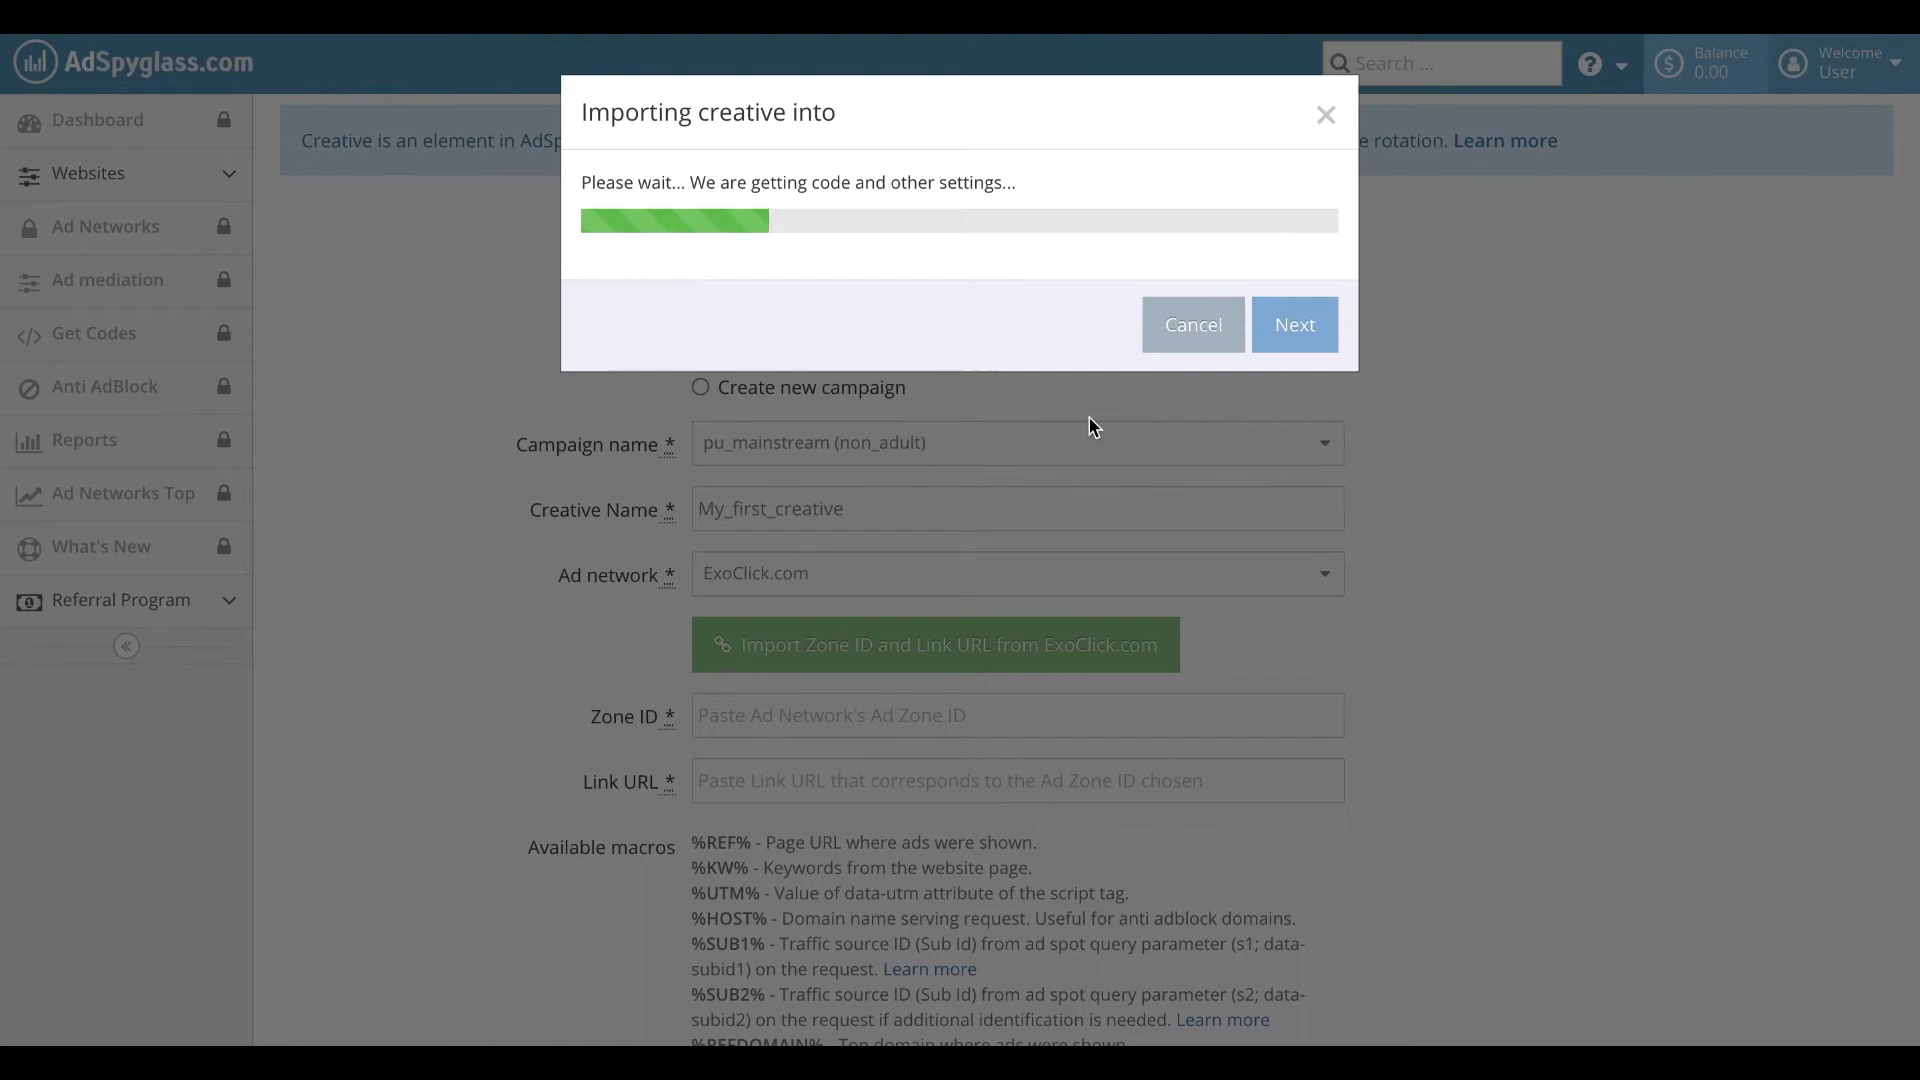 AdSpyglass.com
Search ...
Balance
0.00
Welcome
User
Dashboard
Websites
Ad Networks
Ad mediation
Get Codes
Anti AdBlock
Reports
Ad Networks Top
What's New
Referral Program
Creative is an element in AdSp
e rotation. Learn more
Importing creative into
Please wait... We are getting code and other settings...
Cancel
Next
Create new campaign
Campaign name *
pu_mainstream (non_adult)
Creative Name *
My_first_creative
Ad network *
ExoClick.com
Import Zone ID and Link URL from ExoClick.com
Zone ID *
Paste Ad Network's Ad Zone ID
Link URL *
Paste Link URL that corresponds to the Ad Zone ID chosen
Available macros
%REF% - Page URL where ads were shown.
%KW% - Keywords from the website page.
%UTM% - Value of data-utm attribute of the script tag.
%HOST% - Domain name serving request. Useful for anti adblock domains.
%SUB1% - Traffic source ID (Sub Id) from ad spot query parameter (s1; data-
subid1) on the request. Learn more
%SUB2% - Traffic source ID (Sub Id) from ad spot query parameter (s2; data-
subid2) on the request if additional identification is needed. Learn more
%REFDOMAIN% - Top domain where ads were shown.